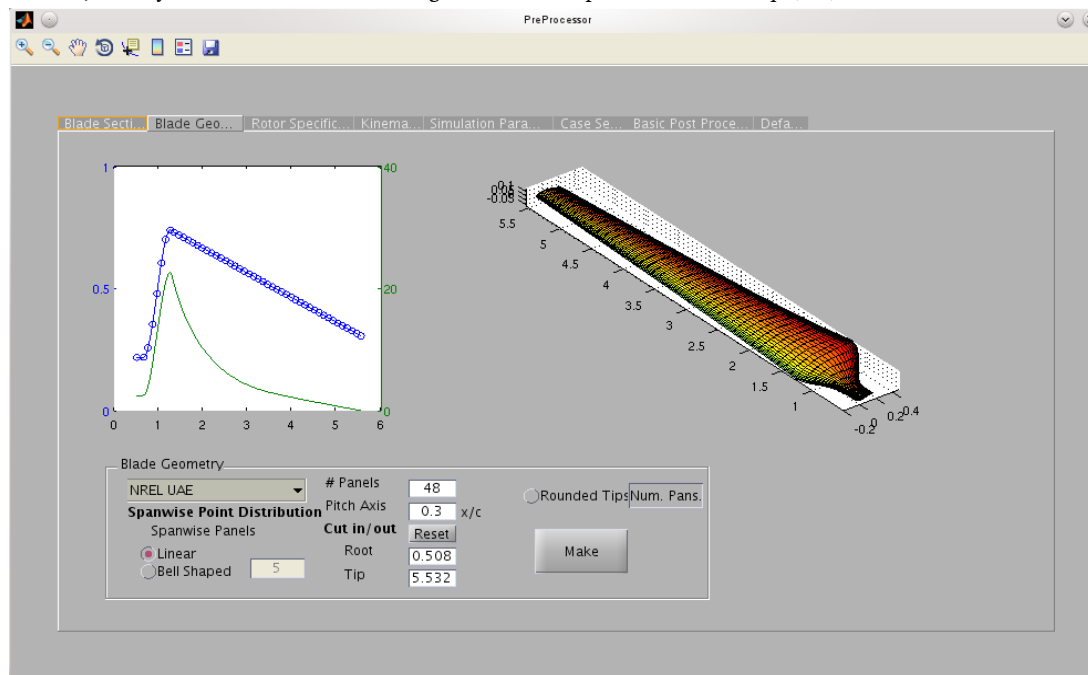 PreProcessor
Blade Secti... Blade Geo... Rotor Specific... Kinema... Simulation Para... Case Se... Basic Post Proce... Defa...
1
0.5
0
40
20
0
0 1 2 3 4 5 6
0.1
-0.05
5.5
5
4.5
4
3.5
3
2.5
2
1.5
1
-0.2
0
0.2
0.4
Blade Geometry
NREL UAE
Spanwise Point Distribution
Spanwise Panels
Linear
Bell Shaped 5
# Panels 48
Pitch Axis 0.3 x/c
Cut in/out Reset
Root 0.508
Tip 5.532
Rounded Tips Num. Pans.
Make